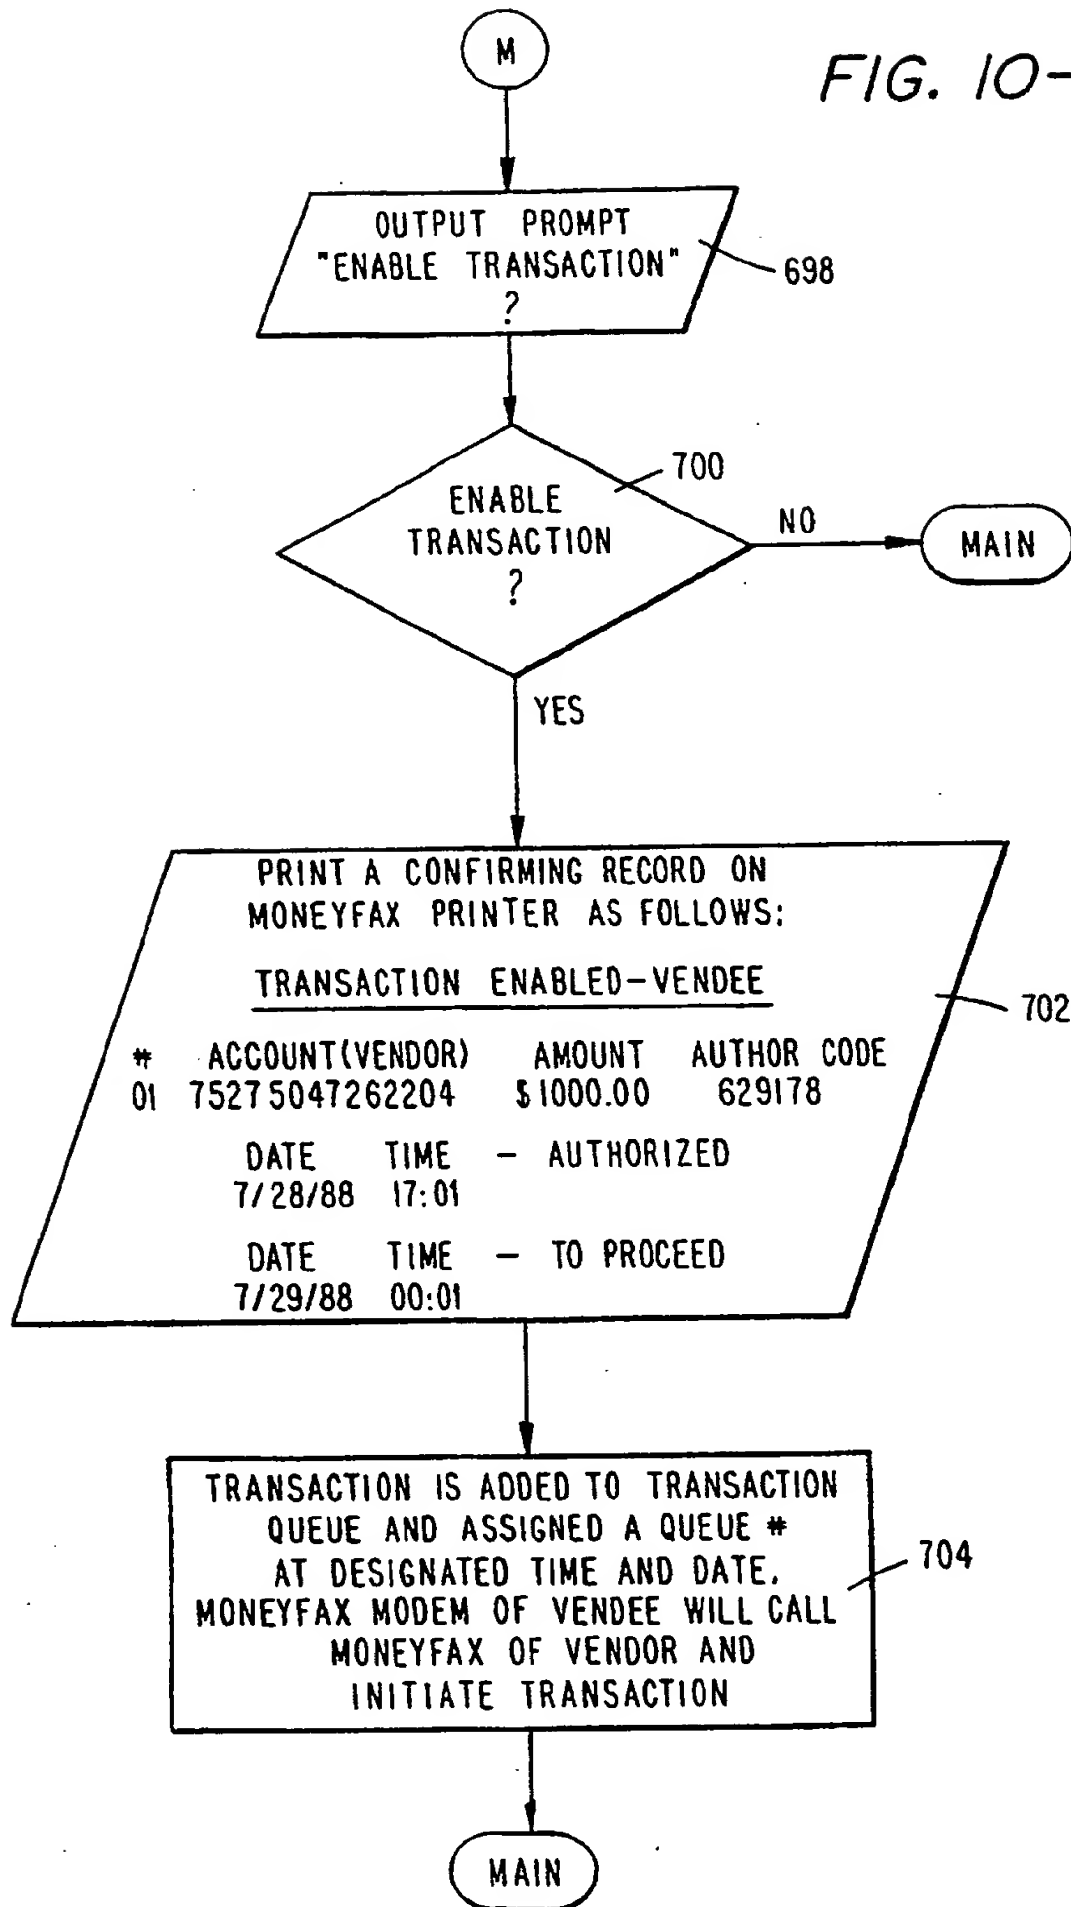 M
FIG. 10-
OUTPUT PROMPT
"ENABLE TRANSACTION"
?
698
700
ENABLE
TRANSACTION
?
NO
MAIN
YES
PRINT A CONFIRMING RECORD ON
MONEYFAX PRINTER AS FOLLOWS:
TRANSACTION ENABLED-VENDEE
702
# ACCOUNT(VENDOR) AMOUNT AUTHOR CODE
01 75275047262204 $1000.00 629178
DATE TIME - AUTHORIZED
7/28/88 17:01
DATE TIME - TO PROCEED
7/29/88 00:01
TRANSACTION IS ADDED TO TRANSACTION
QUEUE AND ASSIGNED A QUEUE #
AT DESIGNATED TIME AND DATE.
704
MONEYFAX MODEM OF VENDEE WILL CALL
MONEYFAX OF VENDOR AND
INITIATE TRANSACTION
MAIN